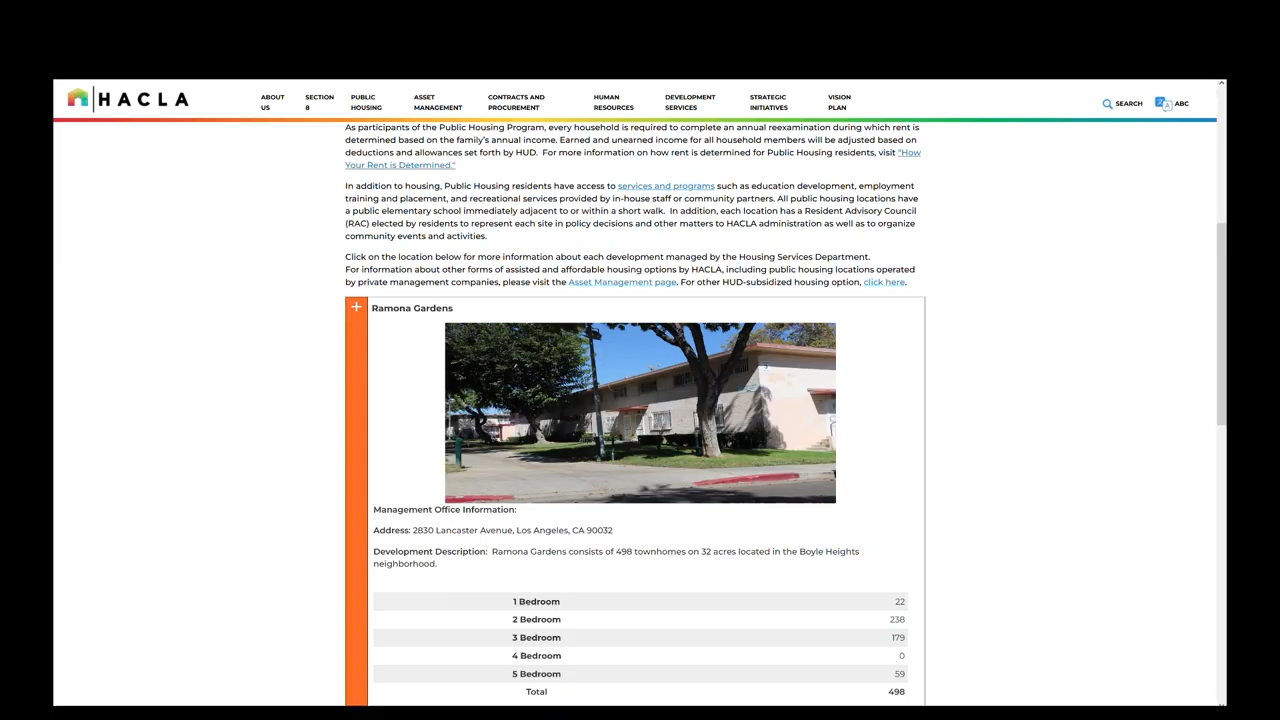 HACLA
ABOUT US
SECTION 8
PUBLIC HOUSING
ASSET MANAGEMENT
CONTRACTS AND PROCUREMENT
HUMAN RESOURCES
DEVELOPMENT SERVICES
STRATEGIC INITIATIVES
VISION PLAN
SEARCH
ABC
As participants of the Public Housing Program, every household is required to complete an annual reexamination during which rent is
determined based on the family's annual income. Earned and unearned income for all household members will be adjusted based on
deductions and allowances set forth by HUD. For more information on how rent is determined for Public Housing residents, visit "How
Your Rent is Determined."
In addition to housing, Public Housing residents have access to services and programs such as education development, employment
training and placement, and recreational services provided by in-house staff or community partners. All public housing locations have
a public elementary school immediately adjacent to or within a short walk. In addition, each location has a Resident Advisory Council
(RAC) elected by residents to represent each site in policy decisions and other matters to HACLA administration as well as to organize
community events and activities.
Click on the location below for more information about each development managed by the Housing Services Department.
For information about other forms of assisted and affordable housing options by HACLA, including public housing locations operated
by private management companies, please visit the Asset Management page. For other HUD-subsidized housing option, click here.
+ Ramona Gardens
Management Office Information:
Address: 2830 Lancaster Avenue, Los Angeles, CA 90032
Development Description: Ramona Gardens consists of 498 townhomes on 32 acres located in the Boyle Heights
neighborhood.
1 Bedroom 22
2 Bedroom 238
3 Bedroom 179
4 Bedroom 0
5 Bedroom 59
Total 498